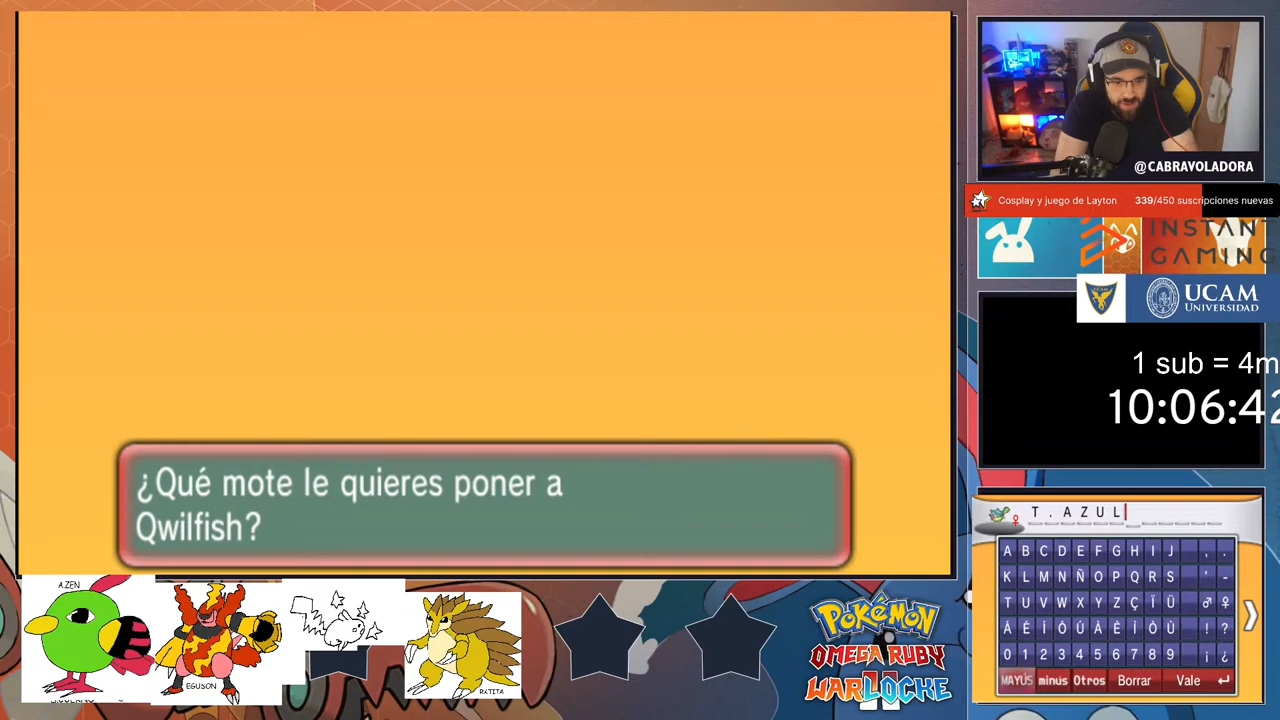 @CABRAVOLADORA
Cosplay y juego de Layton 339/450 suscripciones nuevas
INSTANT
GAMING
UCAM
UNIVERSIDAD
1 sub = 4m
10:06:42
¿Qué mote le quieres poner a
Qwilfish?
T.AZUL
A B C D E F G H I J , .
K L M N Ñ O P Q R S ' -
T U V W X Y Z Ç Ï Ü ♂ ♀
Á É Í Ó Ú À È Ì Ò Ù ! ?
0 1 2 3 4 5 6 7 8 9 ¡ ¿
MAYÚS minús Otros Borrar Vale
AZEN
EGUSON
RATITA
POKÉMON
OMEGA RUBY
WARLOCKE